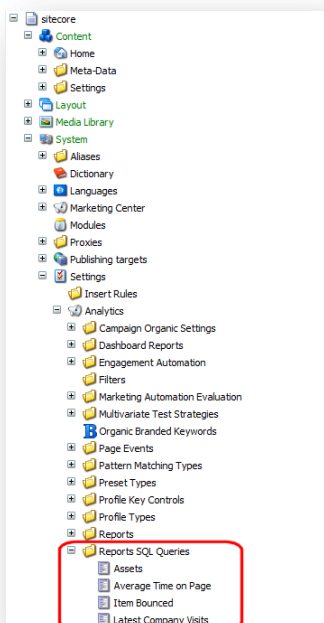 sitecore
Content
Home
Meta-Data
Settings
Layout
Media Library
System
Aliases
Dictionary
Languages
Marketing Center
Modules
Proxies
Publishing targets
Settings
Insert Rules
Analytics
Campaign Organic Settings
Dashboard Reports
Engagement Automation
Filters
Marketing Automation Evaluation
Multivariate Test Strategies
Organic Branded Keywords
Page Events
Pattern Matching Types
Preset Types
Profile Key Controls
Profile Types
Reports
Reports SQL Queries
Assets
Average Time on Page
Item Bounced
Latest Company Visits